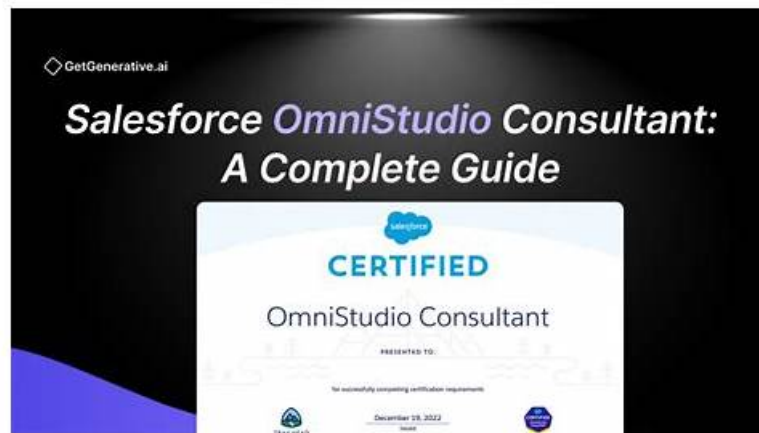 GetGenerative.ai
Salesforce OmniStudio Consultant:
A Complete Guide
salesforce
CERTIFIED
OmniStudio Consultant
PRESENTED TO:
for successfully completing certification requirements
December 19, 2022